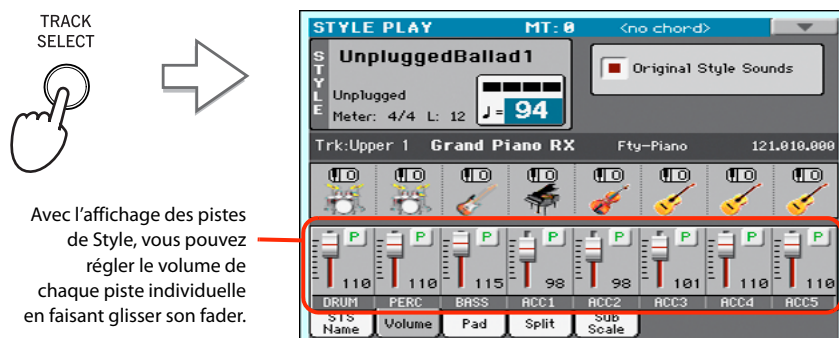 TRACK
SELECT
Avec l’affichage des pistes
de Style, vous pouvez
régler le volume de
chaque piste individuelle
en faisant glisser son fader.
STYLE PLAY MT: 0 <no chord>
STYLE
UnpluggedBallad1
Unplugged
Meter: 4/4 L: 12 ♩= 94
Original Style Sounds
Trk:Upper 1 Grand Piano RX Fty-Piano 121.010.000
P P P P P P P P
110 110 115 98 98 101 110 110
DRUM PERC BASS ACC1 ACC2 ACC3 ACC4 ACC5
STS
Name
Volume
Pad
Split
Sub
Scale